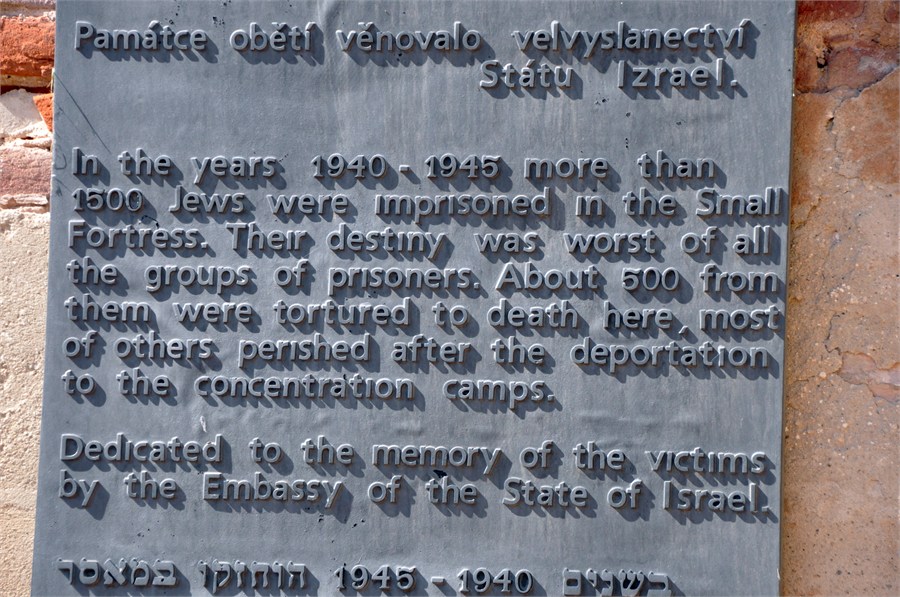 Památce obětí věnovalo velvyslanectví
Státu Izrael.
In the years 1940 - 1945 more than
1500 Jews were imprisoned in the Small
Fortress. Their destiny was worst of all
the groups of prisoners. About 500 from
them were tortured to death here, most
of others perished after the deportation
to the concentration camps.
Dedicated to the memory of the victims
by the Embassy of the State of Israel.
בשנים 1940 - 1945 הוחזקו במאסר